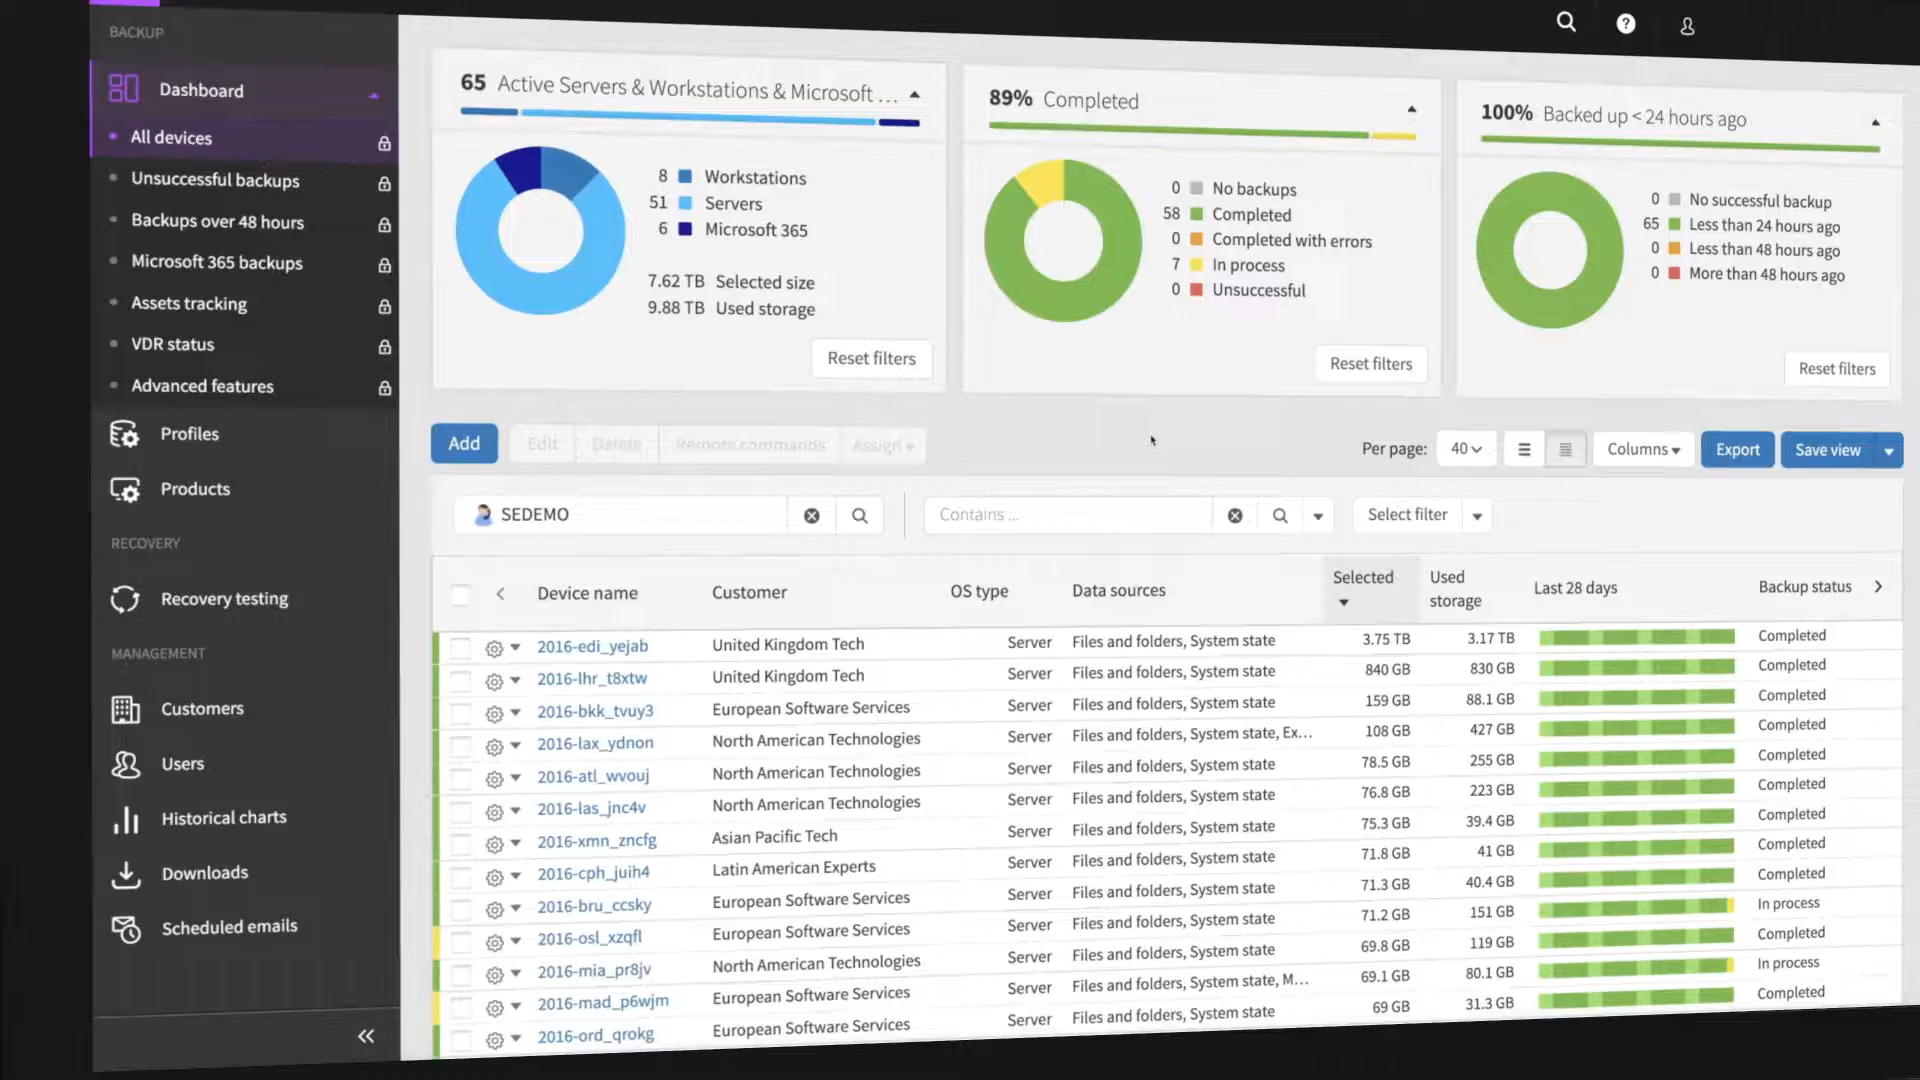 BACKUP
Dashboard
All devices
Unsuccessful backups
Backups over 48 hours
Microsoft 365 backups
Assets tracking
VDR status
Advanced features
Profiles
Products
RECOVERY
Recovery testing
MANAGEMENT
Customers
Users
Historical charts
Downloads
Scheduled emails
65 Active Servers & Workstations & Microsoft ...
8 Workstations
51 Servers
6 Microsoft 365
7.62 TB Selected size
9.88 TB Used storage
Reset filters
89% Completed
0 No backups
58 Completed
0 Completed with errors
7 In process
0 Unsuccessful
Reset filters
100% Backed up < 24 hours ago
0 No successful backup
65 Less than 24 hours ago
0 Less than 48 hours ago
0 More than 48 hours ago
Reset filters
Add Edit Delete Remote commands Assign Per page: 40 Columns Export Save view
SEDEMO Contains ... Select filter
Device name Customer OS type Data sources Selected Used storage Last 28 days Backup status
2016-edi_yejab United Kingdom Tech Server Files and folders, System state 3.75 TB 3.17 TB Completed
2016-lhr_t8xtw United Kingdom Tech Server Files and folders, System state 840 GB 830 GB Completed
2016-bkk_tvuy3 European Software Services Server Files and folders, System state 159 GB 88.1 GB Completed
2016-lax_ydnon North American Technologies Server Files and folders, System state, Ex... 108 GB 427 GB Completed
2016-atl_wvouj North American Technologies Server Files and folders, System state 78.5 GB 255 GB Completed
2016-las_jnc4v North American Technologies Server Files and folders, System state 76.8 GB 223 GB Completed
2016-xmn_zncfg Asian Pacific Tech Server Files and folders, System state 75.3 GB 39.4 GB Completed
2016-cph_juih4 Latin American Experts Server Files and folders, System state 71.8 GB 41 GB Completed
2016-bru_ccsky European Software Services Server Files and folders, System state 71.3 GB 40.4 GB Completed
2016-osl_xzqfl European Software Services Server Files and folders, System state 71.2 GB 151 GB In process
2016-mia_pr8jv North American Technologies Server Files and folders, System state 69.8 GB 119 GB Completed
2016-mad_p6wjm European Software Services Server Files and folders, System state, M... 69.1 GB 80.1 GB In process
2016-ord_qrokg European Software Services Server Files and folders, System state 69 GB 31.3 GB Completed